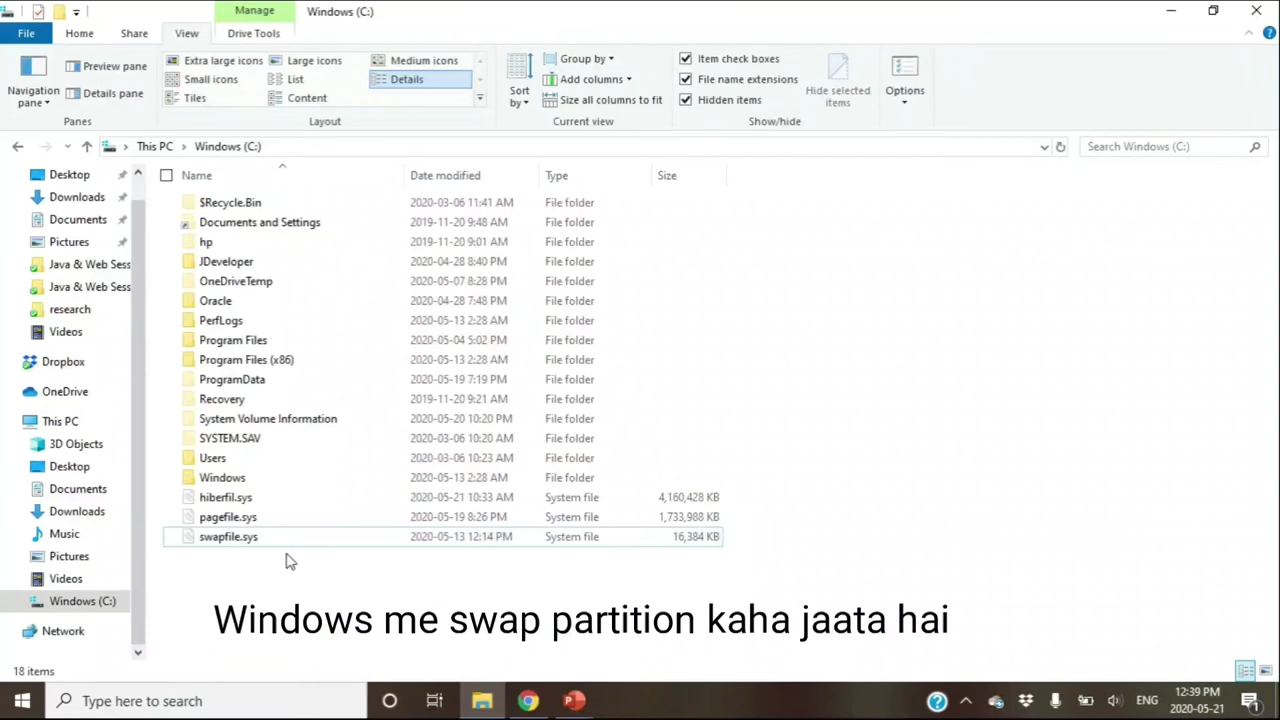 Manage
Windows (C:)
File
Home
Share
View
Drive Tools
Navigation pane
Preview pane
Details pane
Panes
Extra large icons
Large icons
Medium icons
Small icons
List
Details
Tiles
Content
Layout
Sort by
Group by
Add columns
Size all columns to fit
Current view
Item check boxes
File name extensions
Hidden items
Hide selected items
Show/hide
Options
This PC > Windows (C:)
Search Windows (C:)
Desktop
Downloads
Documents
Pictures
Java & Web Sess
Java & Web Sess
research
Videos
Dropbox
OneDrive
This PC
3D Objects
Desktop
Documents
Downloads
Music
Pictures
Videos
Windows (C:)
Network
Name Date modified Type Size
$Recycle.Bin 2020-03-06 11:41 AM File folder
Documents and Settings 2019-11-20 9:48 AM File folder
hp 2019-11-20 9:01 AM File folder
JDeveloper 2020-04-28 8:40 PM File folder
OneDriveTemp 2020-05-07 8:28 PM File folder
Oracle 2020-04-28 7:48 PM File folder
PerfLogs 2020-05-13 2:28 AM File folder
Program Files 2020-05-04 5:02 PM File folder
Program Files (x86) 2020-05-13 2:28 AM File folder
ProgramData 2020-05-19 7:19 PM File folder
Recovery 2019-11-20 9:21 AM File folder
System Volume Information 2020-05-20 10:20 PM File folder
SYSTEM.SAV 2020-03-06 10:20 AM File folder
Users 2020-03-06 10:23 AM File folder
Windows 2020-05-13 2:28 AM File folder
hiberfil.sys 2020-05-21 10:33 AM System file 4,160,428 KB
pagefile.sys 2020-05-19 8:26 PM System file 1,733,988 KB
swapfile.sys 2020-05-13 12:14 PM System file 16,384 KB
Windows me swap partition kaha jaata hai
18 items
Type here to search
ENG
12:39 PM
2020-05-21
1